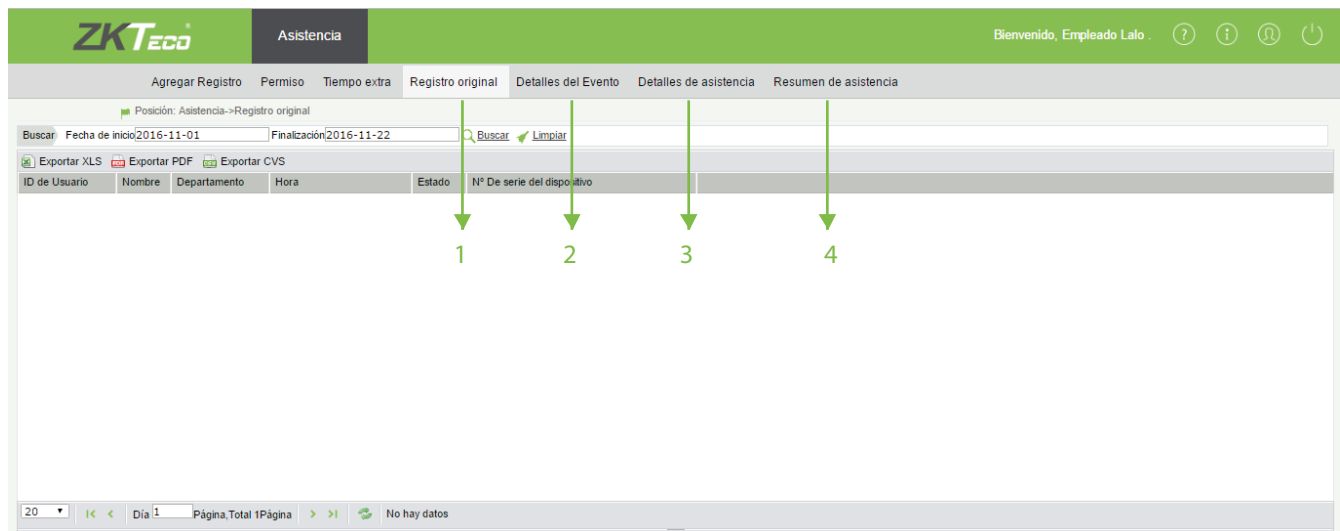 ZKTeco Asistencia Bienvenido, Empleado Lalo .
Agregar Registro Permiso Tiempo extra Registro original Detalles del Evento Detalles de asistencia Resumen de asistencia
Posición: Asistencia->Registro original
Buscar Fecha de inicio 2016-11-01 Finalización 2016-11-22 Buscar Limpiar
Exportar XLS Exportar PDF Exportar CVS
ID de Usuario Nombre Departamento Hora Estado Nº De serie del dispositivo
1 2 3 4
20 Día 1 Página,Total 1Página No hay datos